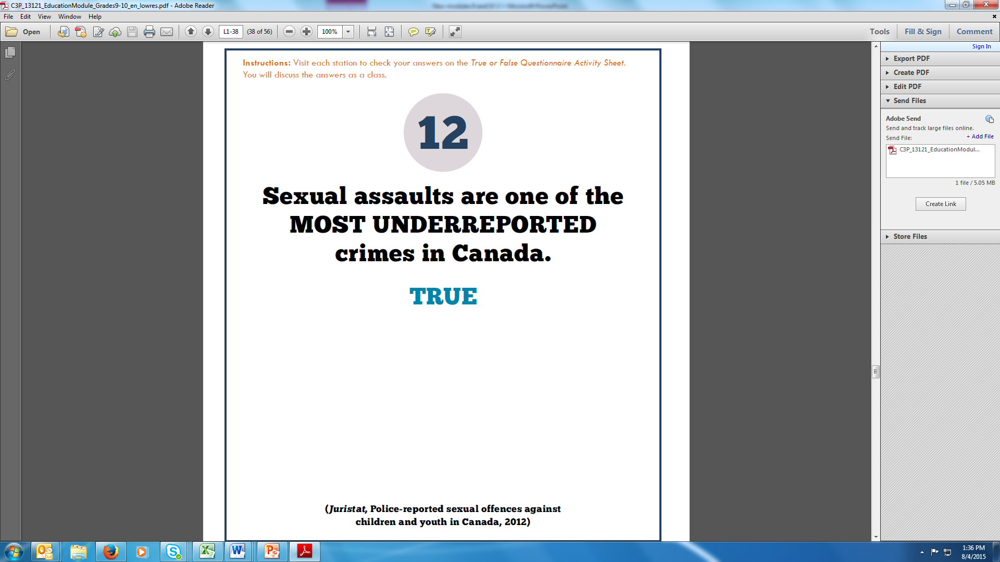 C3P_13121_EducationModule_Grades9-10_en_lowres.pdf - Adobe Reader
File Edit View Window Help
Open L1-38 (38 of 56) 100% Tools Fill & Sign Comment
Sign In
Export PDF
Create PDF
Edit PDF
Send Files
Adobe Send
Send and track large files online.
Send File: + Add File
C3P_13121_EducationModul...
1 file / 5.05 MB
Create Link
Store Files
Instructions: Visit each station to check your answers on the True or False Questionnaire Activity Sheet.
You will discuss the answers as a class.
12
Sexual assaults are one of the
MOST UNDERREPORTED
crimes in Canada.
TRUE
(Juristat, Police-reported sexual offences against
children and youth in Canada, 2012)
1:36 PM
8/4/2015